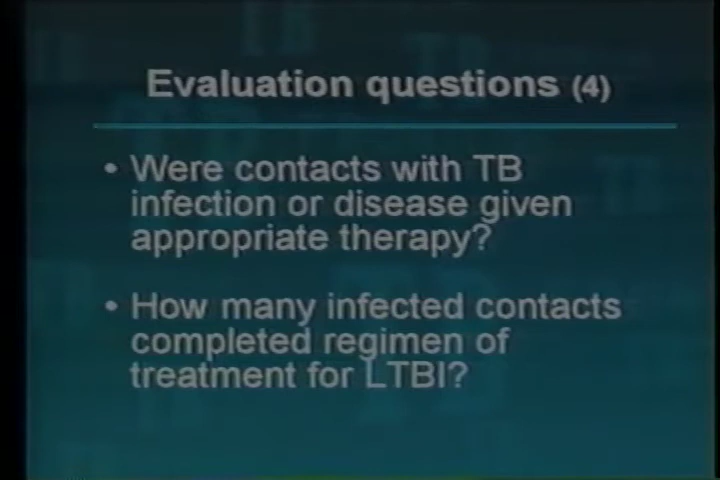 Evaluation questions (4)
• Were contacts with TB
infection or disease given
appropriate therapy?
• How many infected contacts
completed regimen of
treatment for LTBI?